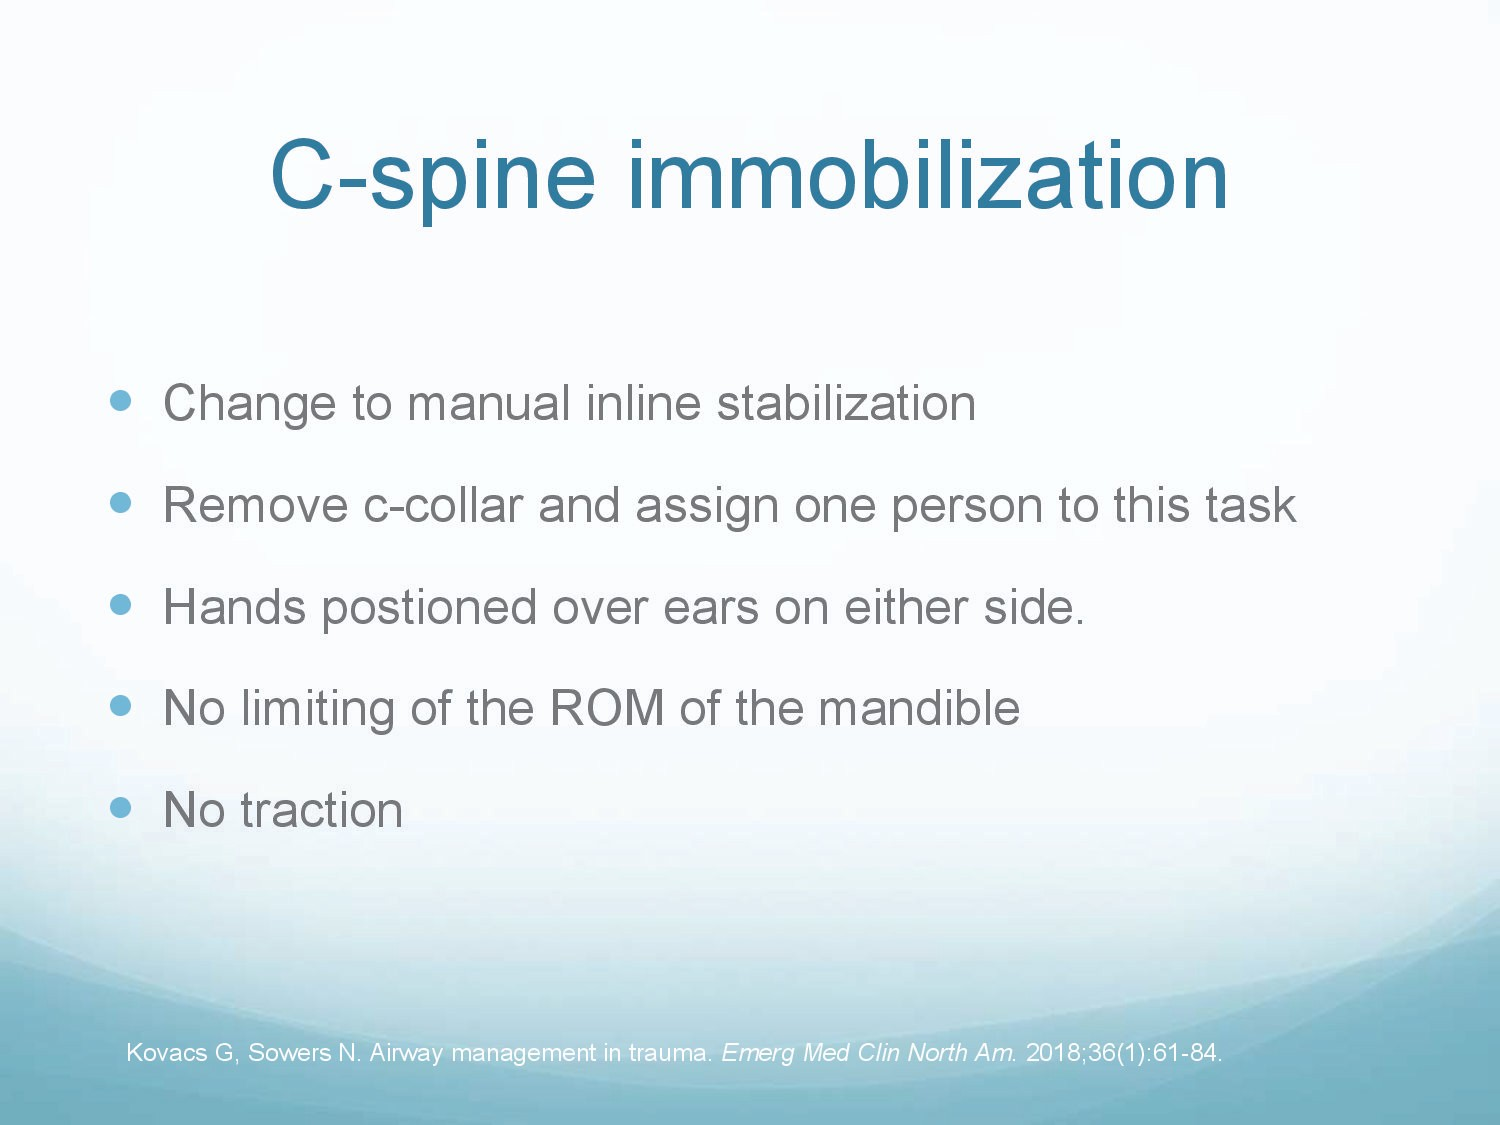 C-spine immobilization
Change to manual inline stabilization
Remove c-collar and assign one person to this task
Hands postioned over ears on either side.
No limiting of the ROM of the mandible
No traction
Kovacs G, Sowers N. Airway management in trauma. Emerg Med Clin North Am. 2018;36(1):61-84.